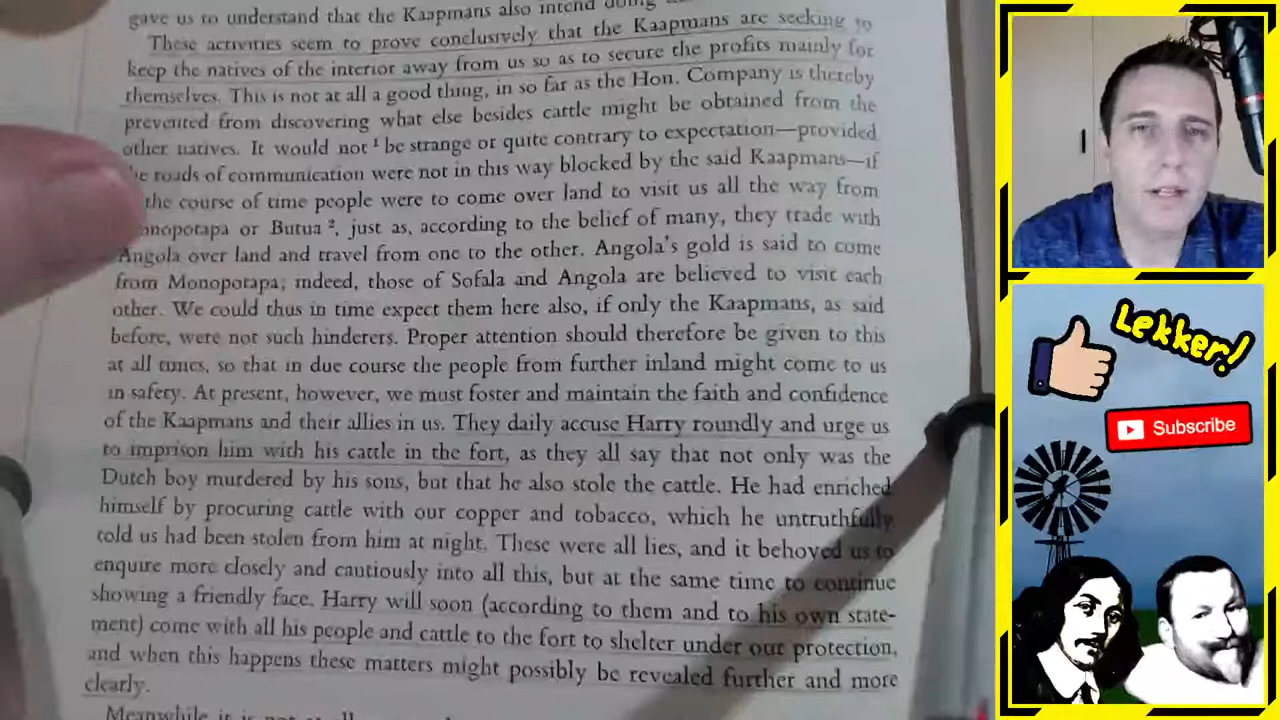 gave us to understand that the Kaapmans also intend doing
These activities seem to prove conclusively that the Kaapmans are seeking to
keep the natives of the interior away from us so as to secure the profits mainly for
themselves. This is not at all a good thing, in so far as the Hon. Company is thereby
prevented from discovering what else besides cattle might be obtained from the
other natives. It would not ¹ be strange or quite contrary to expectation—provided
roads of communication were not in this way blocked by the said Kaapmans—if
the course of time people were to come over land to visit us all the way from
or Butua ², just as, according to the belief of many, they trade with
Angola over land and travel from one to the other. Angola's gold is said to come
from Monopotapa; indeed, those of Sofala and Angola are believed to visit each
other. We could thus in time expect them here also, if only the Kaapmans, as said
before, were not such hinderers. Proper attention should therefore be given to this
at all times, so that in due course the people from further inland might come to us
in safety. At present, however, we must foster and maintain the faith and confidence
of the Kaapmans and their allies in us. They daily accuse Harry roundly and urge us
to imprison him with his cattle in the fort, as they all say that not only was the
Dutch boy murdered by his sons, but that he also stole the cattle. He had enriched
himself by procuring cattle with our copper and tobacco, which he untruthfully
told us had been stolen from him at night. These were all lies, and it behoved us to
enquire more closely and cautiously into all this, but at the same time to continue
showing a friendly face. Harry will soon (according to them and to his own state-
ment) come with all his people and cattle to the fort to shelter under our protection,
and when this happens these matters might possibly be revealed further and more
clearly.
Meanwhile it is not
Lekker!
Subscribe